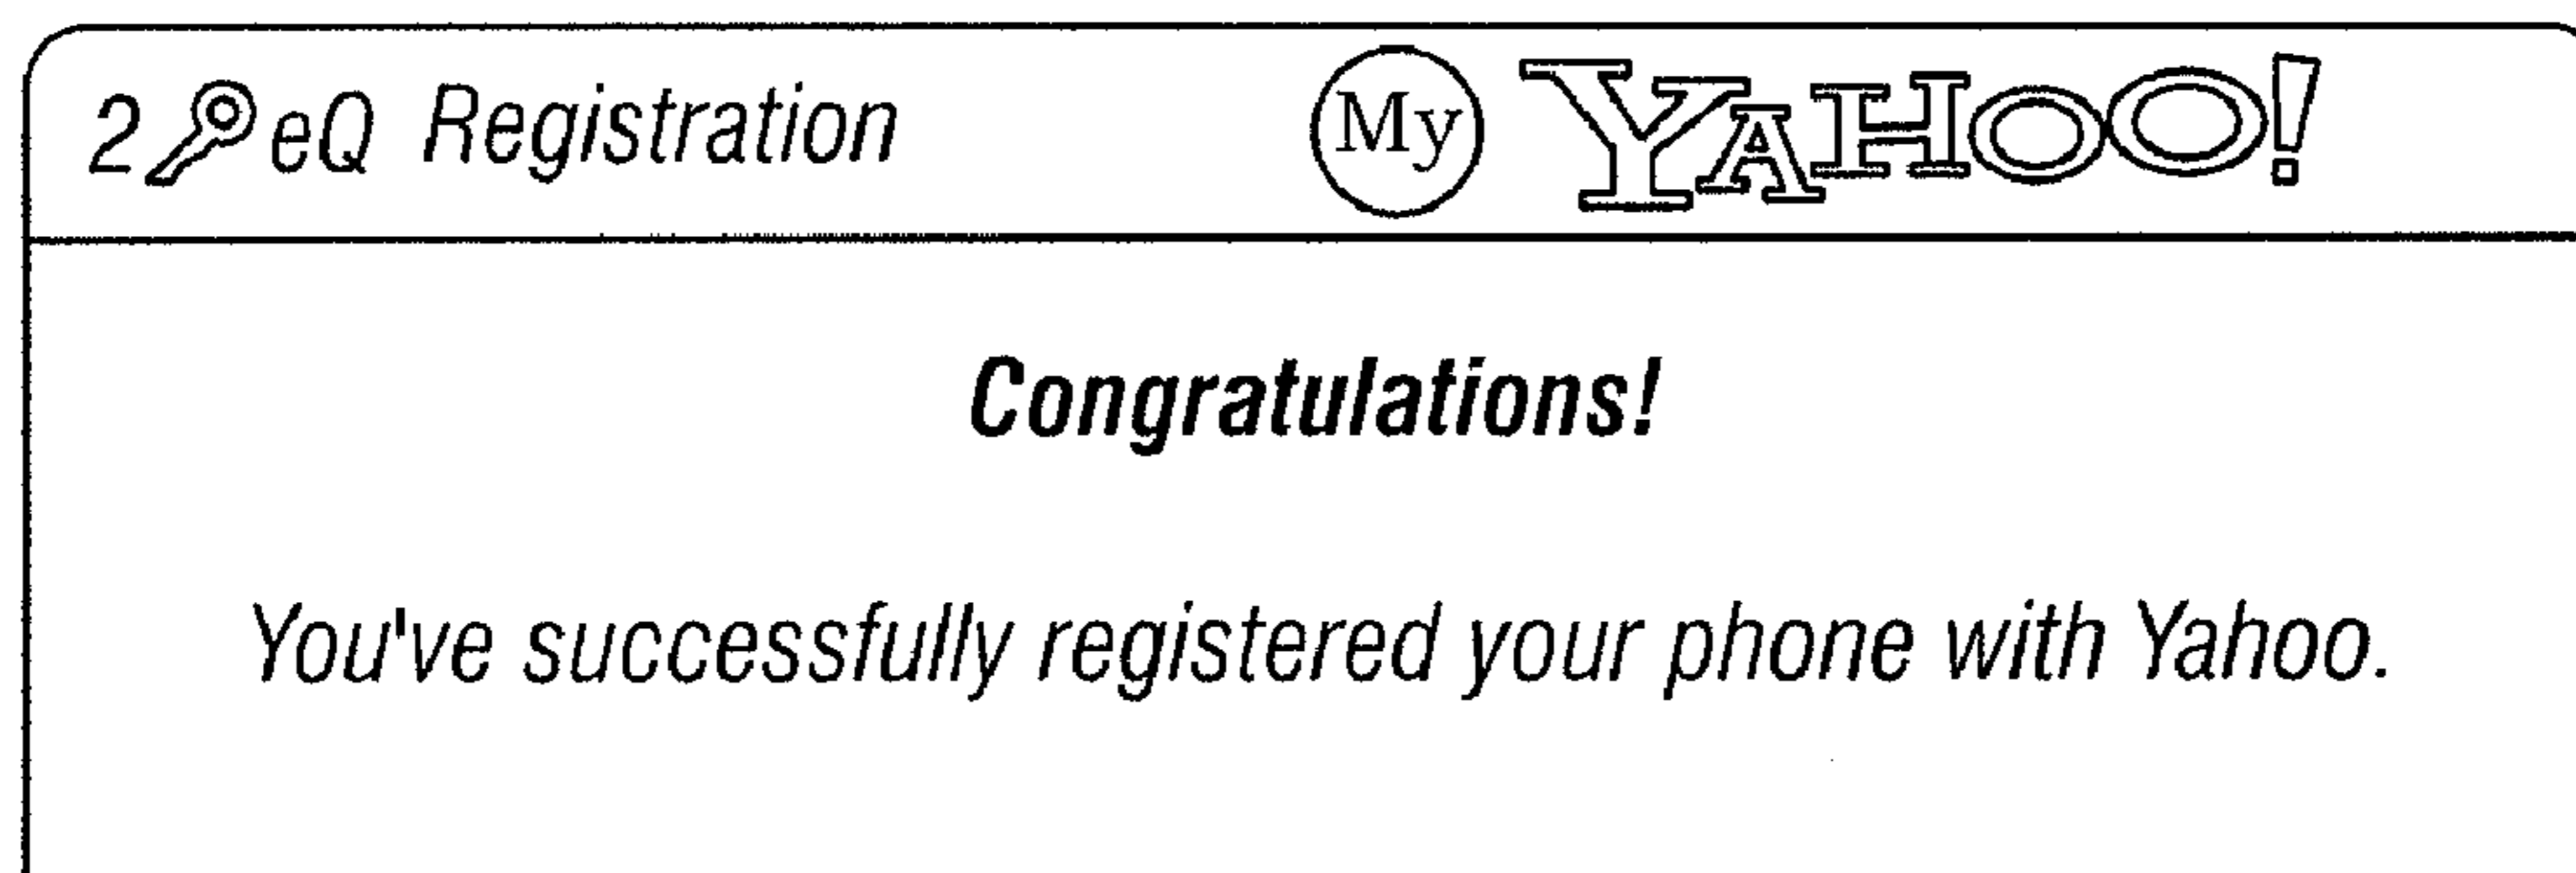 2 eQ Registration My YAHOO!
Congratulations!
You've successfully registered your phone with Yahoo.